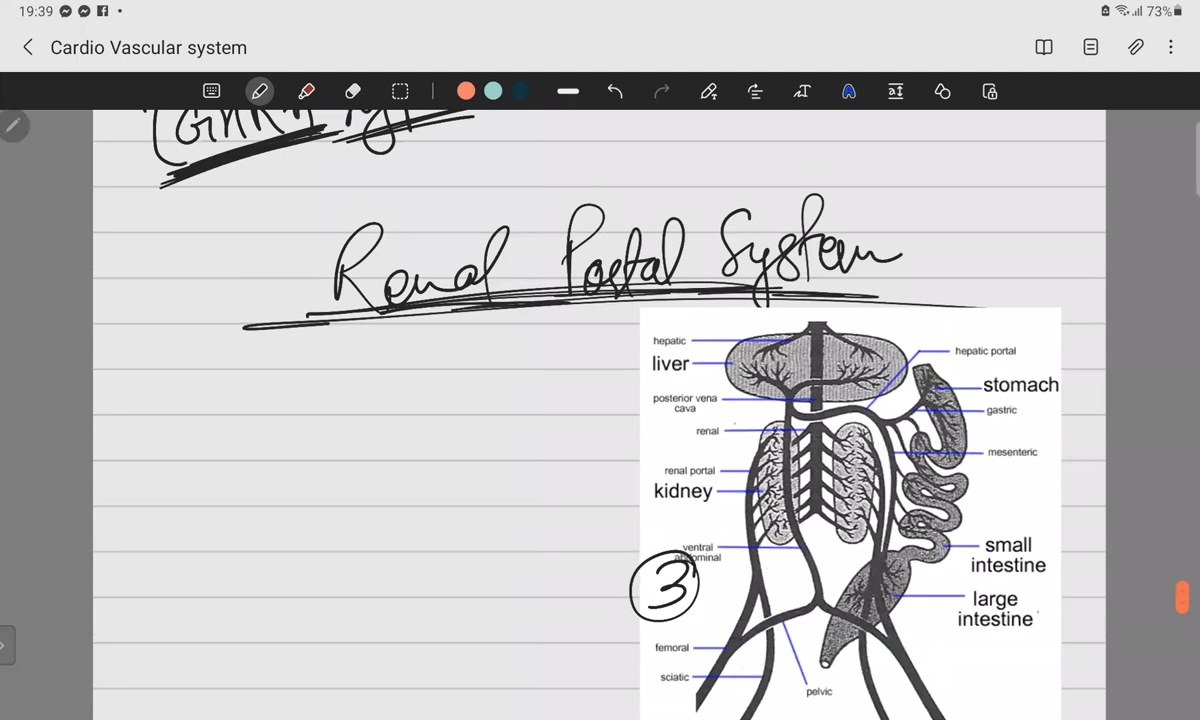 19:39
73%
Cardio Vascular system
Renal Portal System
hepatic
liver
hepatic portal
stomach
posterior vena
cava
gastric
renal
mesenteric
renal portal
kidney
ventral
abdominal
small
intestine
3
large
intestine
femoral
sciatic
pelvic